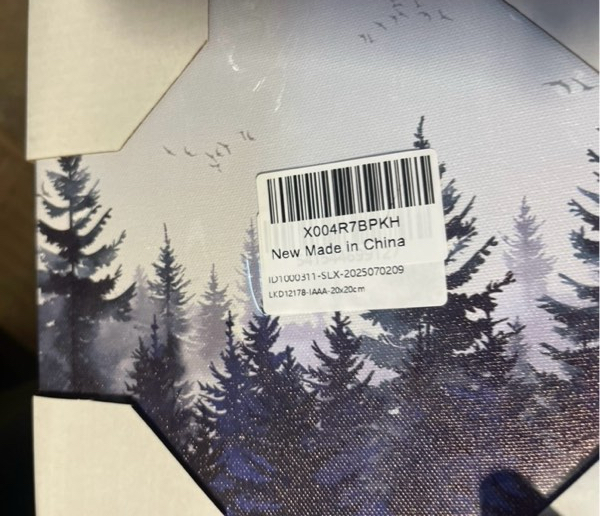 X004R7BPKH
New Made in China
ID1000311-SLX-2025070209
LKD12178-IAAA-20x20cm